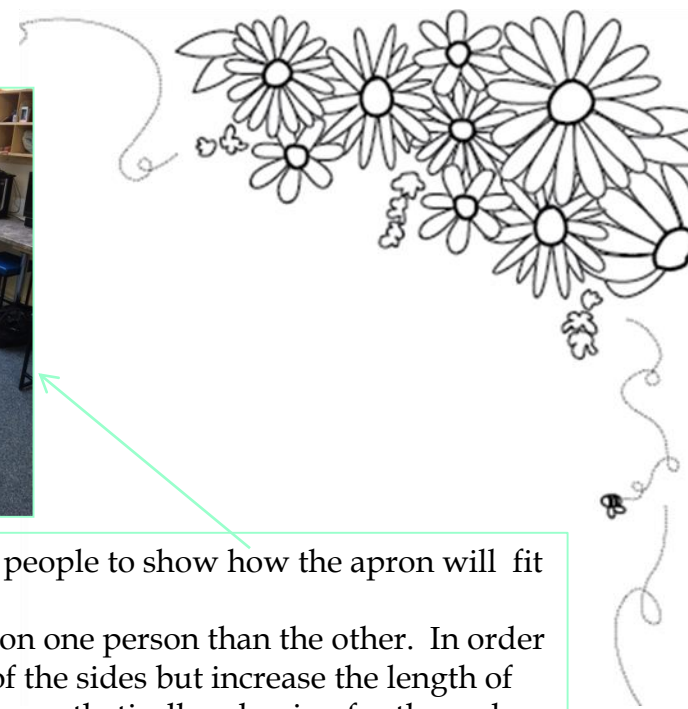 people to show how the apron will fit
on one person than the other. In order
of the sides but increase the length of